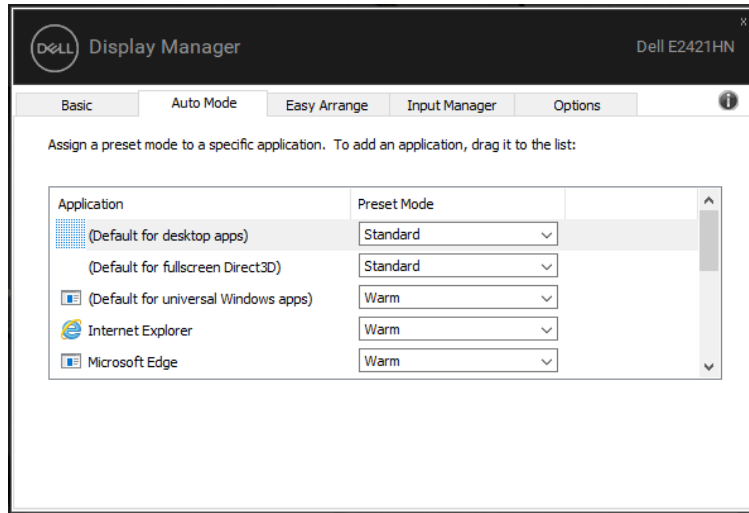 DELL Display Manager
x
Dell E2421HN
Basic Auto Mode Easy Arrange Input Manager Options
Assign a preset mode to a specific application. To add an application, drag it to the list:
Application Preset Mode
(Default for desktop apps) Standard
(Default for fullscreen Direct3D) Standard
(Default for universal Windows apps) Warm
Internet Explorer Warm
Microsoft Edge Warm